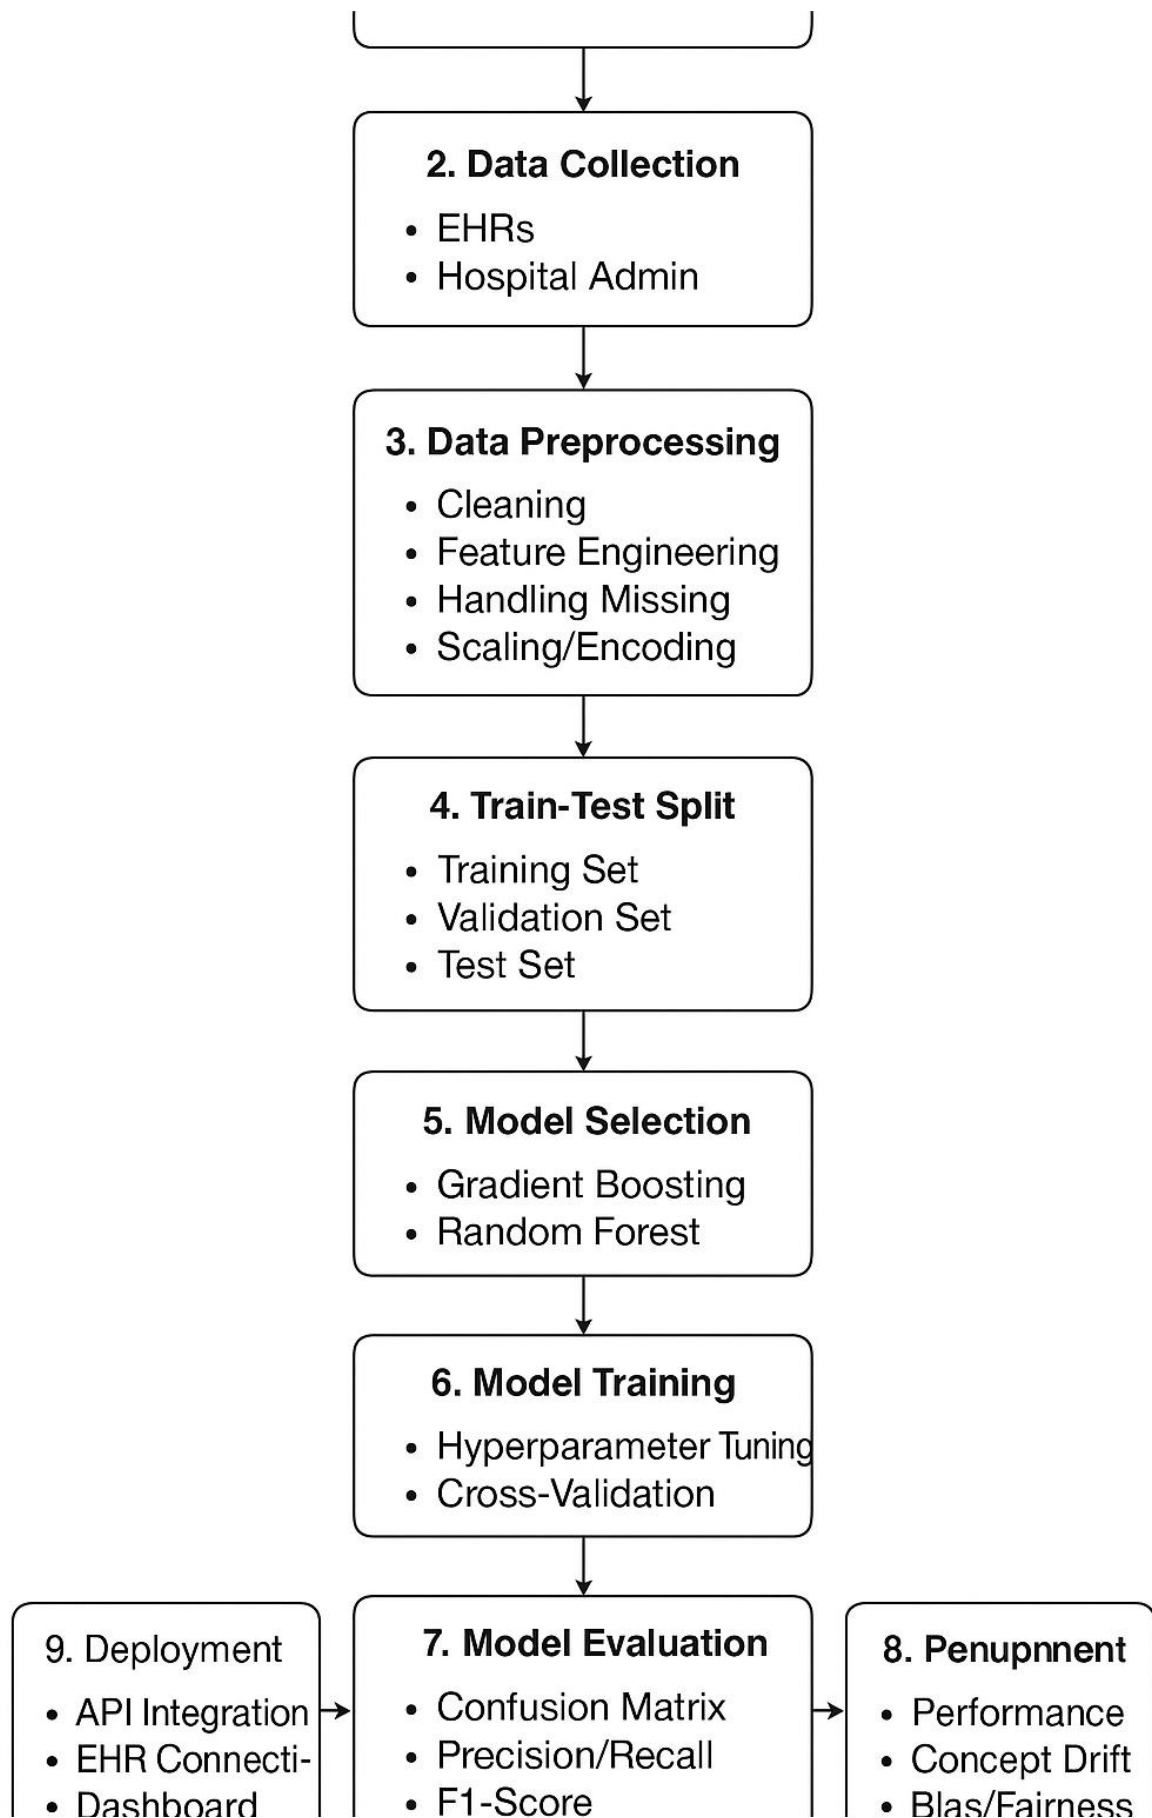 2. Data Collection
• EHRs
• Hospital Admin
3. Data Preprocessing
• Cleaning
• Feature Engineering
• Handling Missing
• Scaling/Encoding
4. Train-Test Split
• Training Set
• Validation Set
• Test Set
5. Model Selection
• Gradient Boosting
• Random Forest
6. Model Training
• Hyperparameter Tuning
• Cross-Validation
9. Deployment
• API Integration
• EHR Connecti-
• Dashboard
7. Model Evaluation
• Confusion Matrix
• Precision/Recall
• F1-Score
8. Penupnnent
• Performance
• Concept Drift
• Blas/Fairness